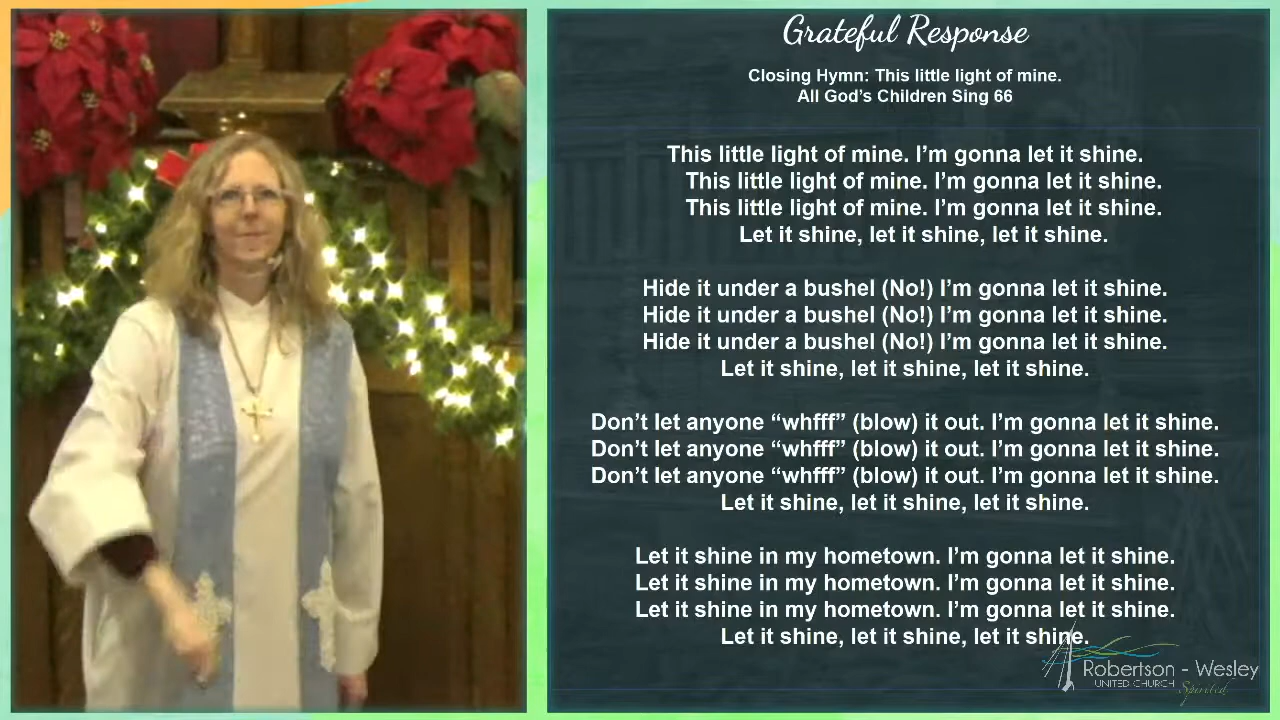 Grateful Response
Closing Hymn: This little light of mine.
All God's Children Sing 66
This little light of mine. I'm gonna let it shine.
This little light of mine. I'm gonna let it shine.
This little light of mine. I'm gonna let it shine.
Let it shine, let it shine, let it shine.
Hide it under a bushel (No!) I'm gonna let it shine.
Hide it under a bushel (No!) I'm gonna let it shine.
Hide it under a bushel (No!) I'm gonna let it shine.
Let it shine, let it shine, let it shine.
Don't let anyone “whfff” (blow) it out. I'm gonna let it shine.
Don't let anyone “whfff” (blow) it out. I'm gonna let it shine.
Don't let anyone “whfff” (blow) it out. I'm gonna let it shine.
Let it shine, let it shine, let it shine.
Let it shine in my hometown. I'm gonna let it shine.
Let it shine in my hometown. I'm gonna let it shine.
Let it shine in my hometown. I'm gonna let it shine.
Let it shine, let it shine, let it shine.
Robertson - Wesley
UNITED CHURCH
Spirited